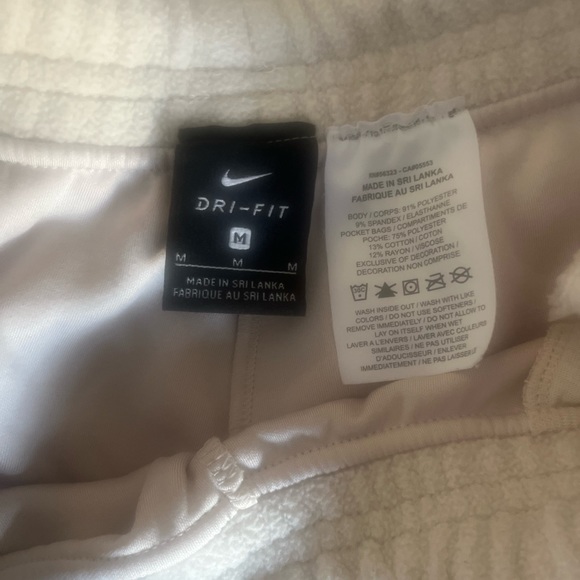 DRI-FIT
M
M M M
MADE IN SRI LANKA
FABRIQUE AU SRI LANKA
MADE IN SRI LANKA
FABRIQUE AU SRI LANKA
BODY / CORPS: 91% POLYESTER
9% SPANDEX / ELASTHANNE
POCKET BAGS / COMPARTIMENTS DE
POCHE: 75% POLYESTER
13% COTTON / COTON
12% RAYON / VISCOSE
EXCLUSIVE OF DECORATION /
DECORATION NON COMPRISE
WASH INSIDE OUT / WASH WITH LIKE
COLORS / DO NOT USE SOFTENERS /
REMOVE IMMEDIATELY / DO NOT ALLOW TO
LAY ON ITSELF WHEN WET
LAVER A L'ENVERS / LAVER AVEC COULEURS
SIMILAIRES / NE PAS UTILISER
D'ADOUCISSEUR / ENLEVER
IMMEDIATEMENT / NE PAS LAISSER